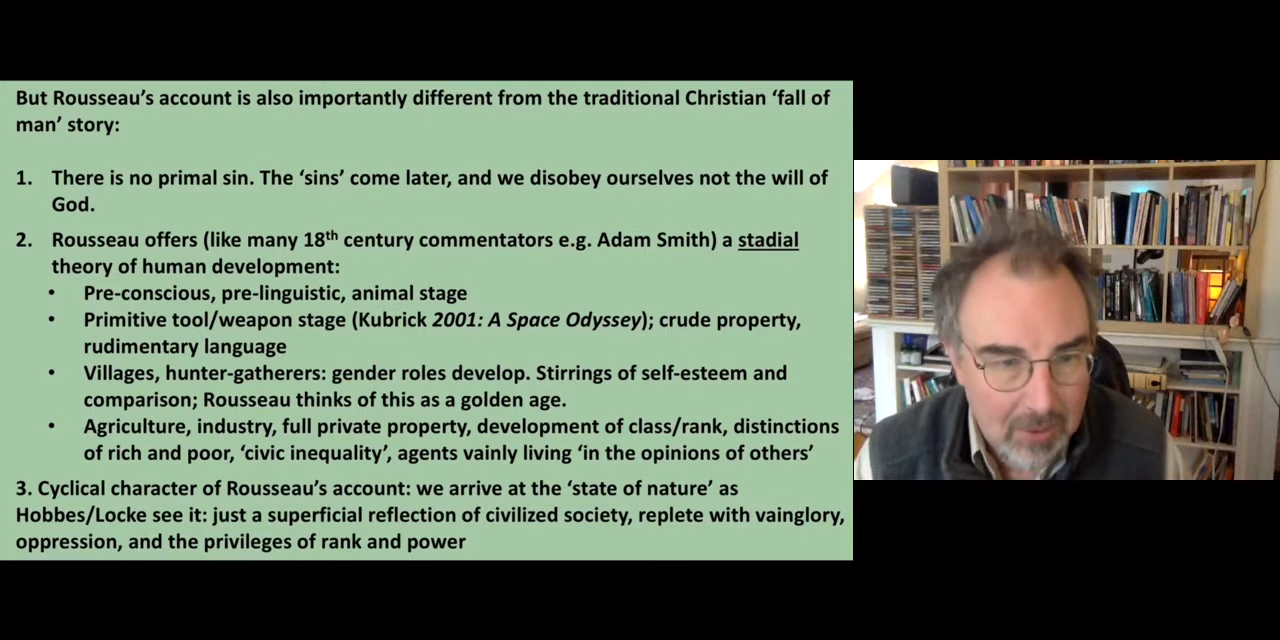 But Rousseau’s account is also importantly different from the traditional Christian ‘fall of
man’ story:
1. There is no primal sin. The ‘sins’ come later, and we disobey ourselves not the will of
God.
2. Rousseau offers (like many 18th century commentators e.g. Adam Smith) a stadial
theory of human development:
• Pre-conscious, pre-linguistic, animal stage
• Primitive tool/weapon stage (Kubrick 2001: A Space Odyssey); crude property,
rudimentary language
• Villages, hunter-gatherers: gender roles develop. Stirrings of self-esteem and
comparison; Rousseau thinks of this as a golden age.
• Agriculture, industry, full private property, development of class/rank, distinctions
of rich and poor, ‘civic inequality’, agents vainly living ‘in the opinions of others’
3. Cyclical character of Rousseau’s account: we arrive at the ‘state of nature’ as
Hobbes/Locke see it: just a superficial reflection of civilized society, replete with vainglory,
oppression, and the privileges of rank and power